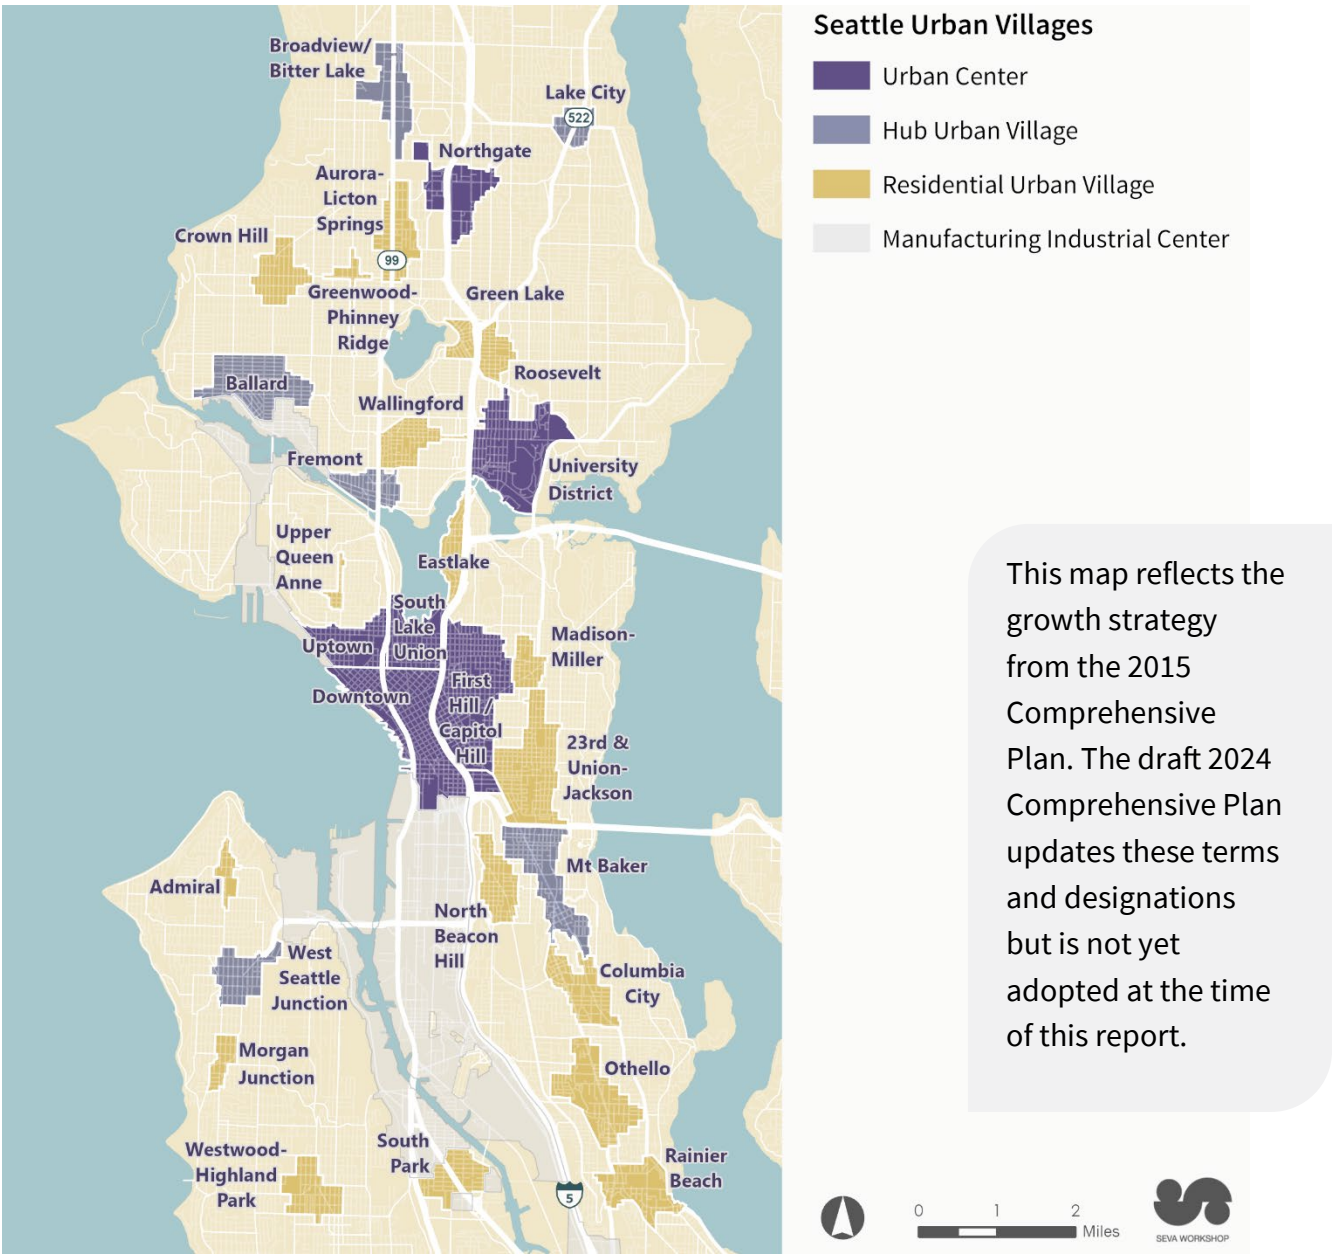 Seattle Urban Villages
Urban Center
Hub Urban Village
Residential Urban Village
Manufacturing Industrial Center
Broadview/
Bitter Lake
Lake City
522
Northgate
Aurora-
Licton
Springs
Crown Hill
99
Greenwood-
Phinney
Ridge
Green Lake
Roosevelt
Ballard
Wallingford
Fremont
University
District
Upper
Queen
Anne
Eastlake
South
Lake
Union
Uptown
Madison-
Miller
Downtown
First
Hill /
Capitol
Hill
23rd &
Union-
Jackson
Mt Baker
Admiral
North
Beacon
Hill
West
Seattle
Junction
Columbia
City
Morgan
Junction
Othello
Westwood-
Highland
Park
South
Park
Rainier
Beach
5
This map reflects the
growth strategy
from the 2015
Comprehensive
Plan. The draft 2024
Comprehensive Plan
updates these terms
and designations
but is not yet
adopted at the time
of this report.
0 1 2
Miles
SEVA WORKSHOP